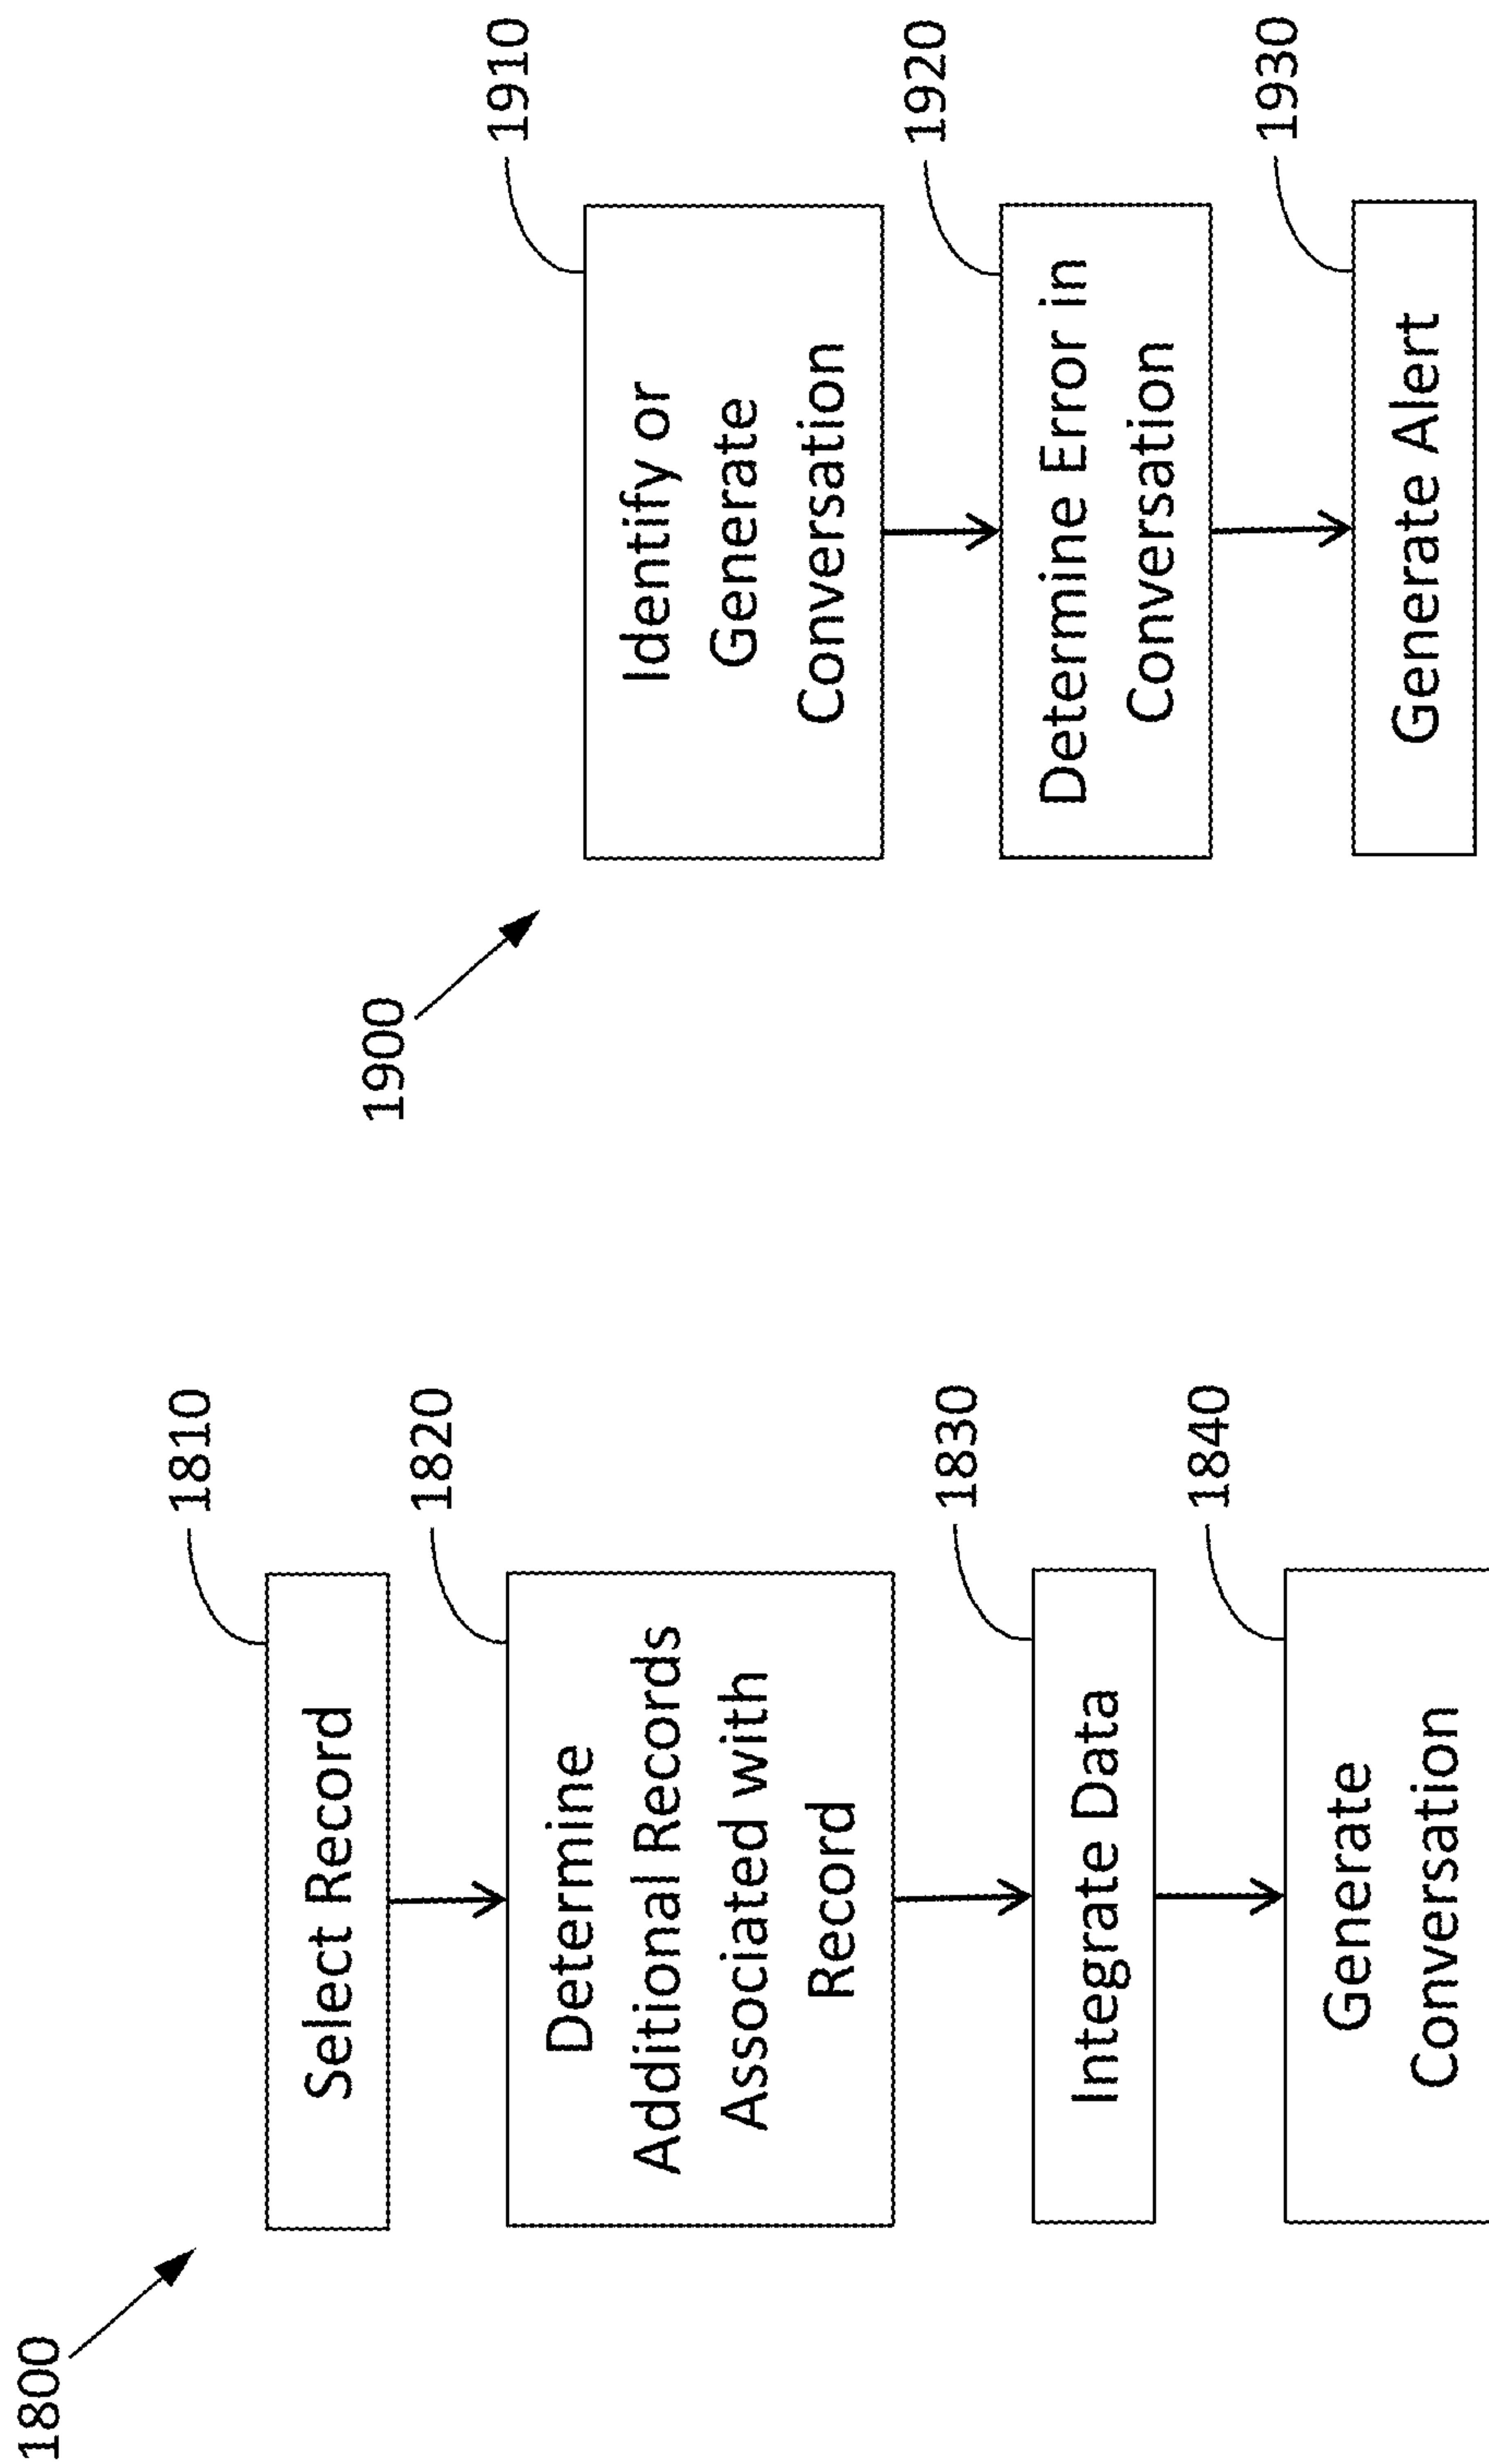 1800
1810
Select Record
1820
Determine
Additional Records
Associated with
Record
1830
Integrate Data
1840
Generate
Conversation
1900
1910
Identify or
Generate
Conversation
1920
Determine Error in
Conversation
1930
Generate Alert